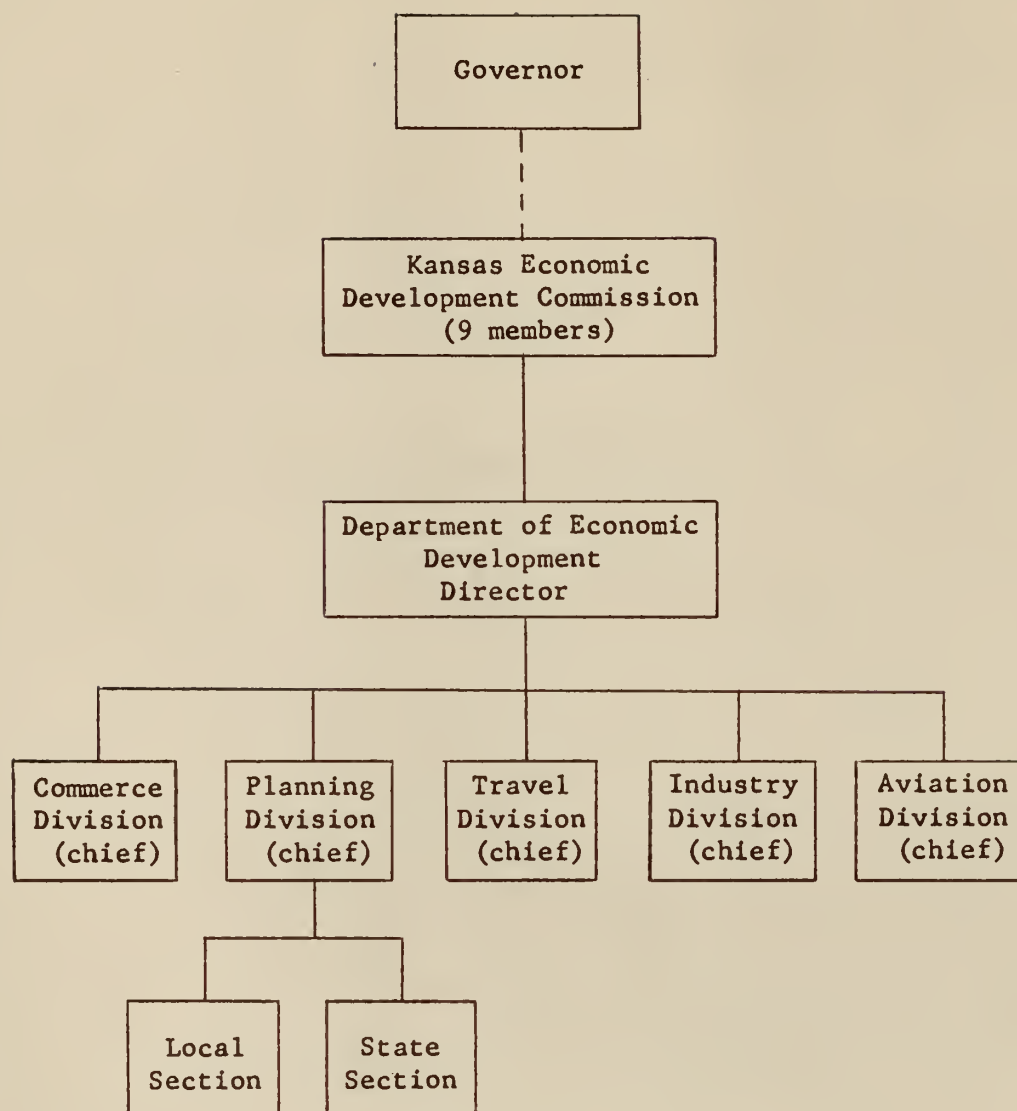 Governor
Kansas Economic
Development Commission
(9 members)
Department of Economic
Development
Director
Commerce
Division
(chief)
Planning
Division
(chief)
Travel
Division
(chief)
Industry
Division
(chief)
Aviation
Division
(chief)
Local
Section
State
Section